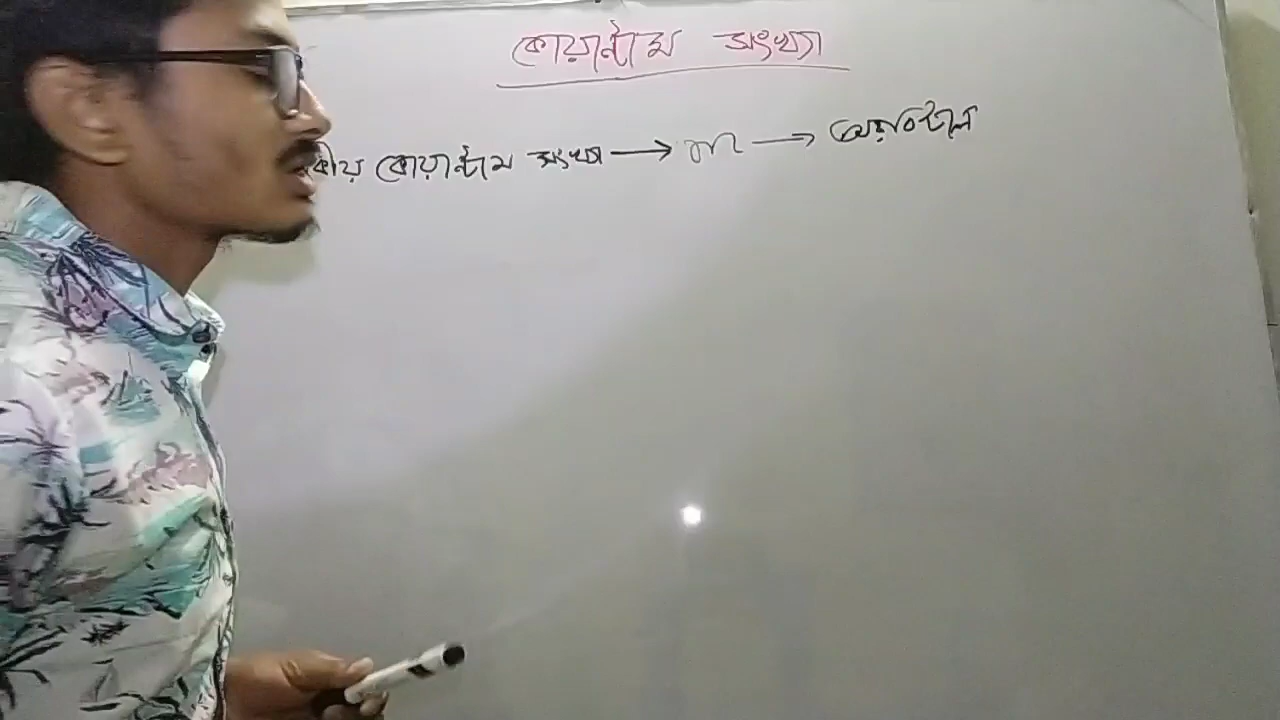 কোয়ান্টাম সংখ্যা
কোয়ান্টাম সংখ্যা → m → অরবিটাল